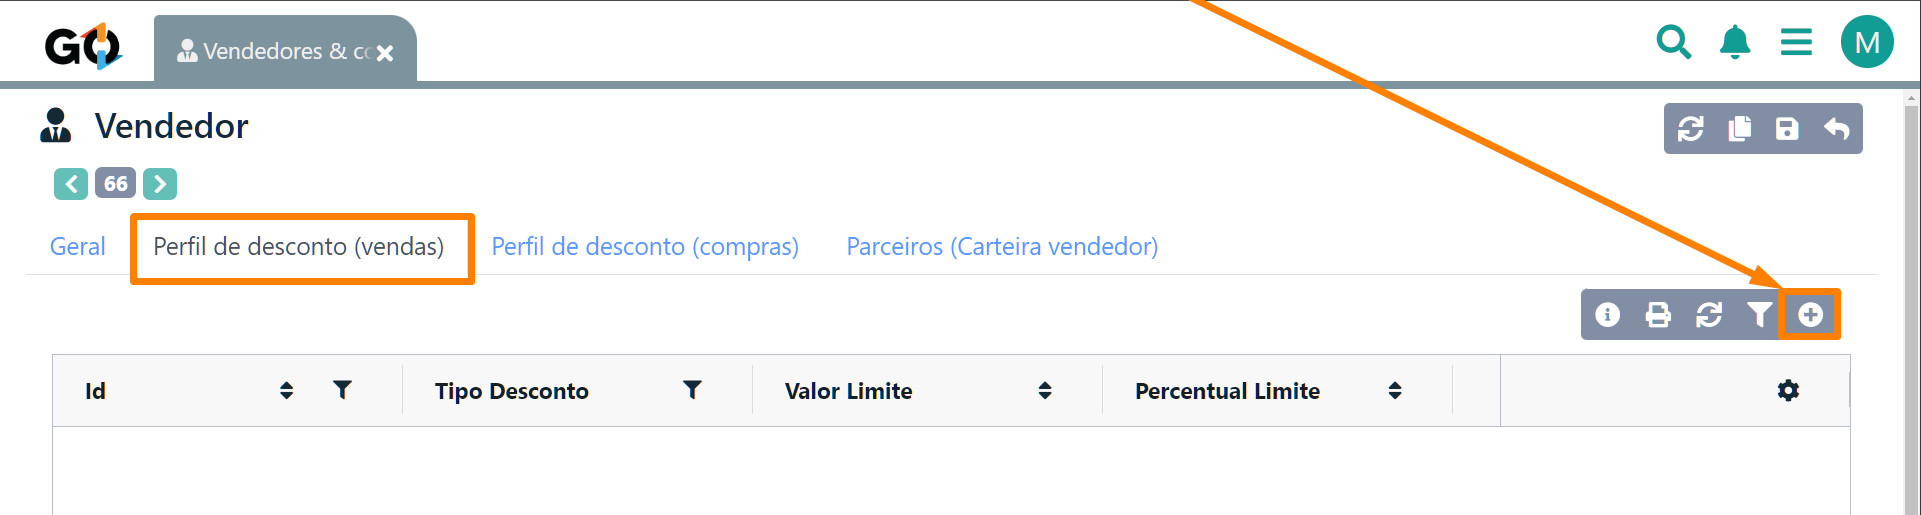 GO
Vendedores & co
M
Vendedor
66
Geral
Perfil de desconto (vendas)
Perfil de desconto (compras)
Parceiros (Carteira vendedor)
Id
Tipo Desconto
Valor Limite
Percentual Limite